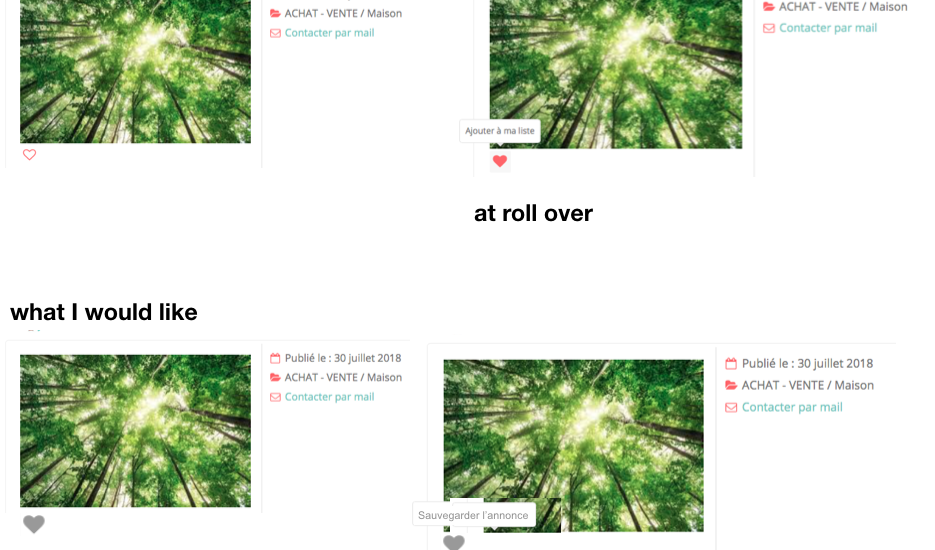 ACHAT - VENTE / Maison
Contacter par mail
ACHAT - VENTE / Maison
Contacter par mail
Ajouter à ma liste
at roll over
what I would like
Publié le : 30 juillet 2018
ACHAT - VENTE / Maison
Contacter par mail
Publié le : 30 juillet 2018
ACHAT - VENTE / Maison
Contacter par mail
Sauvegarder l'annonce